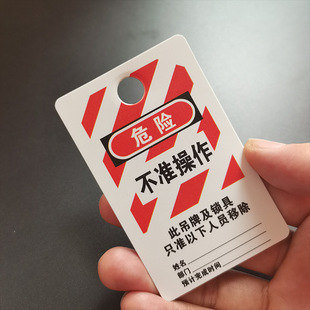 危险
不准操作
此吊牌及锁具
只准以下人员移除
姓名
部门
预计完成时间